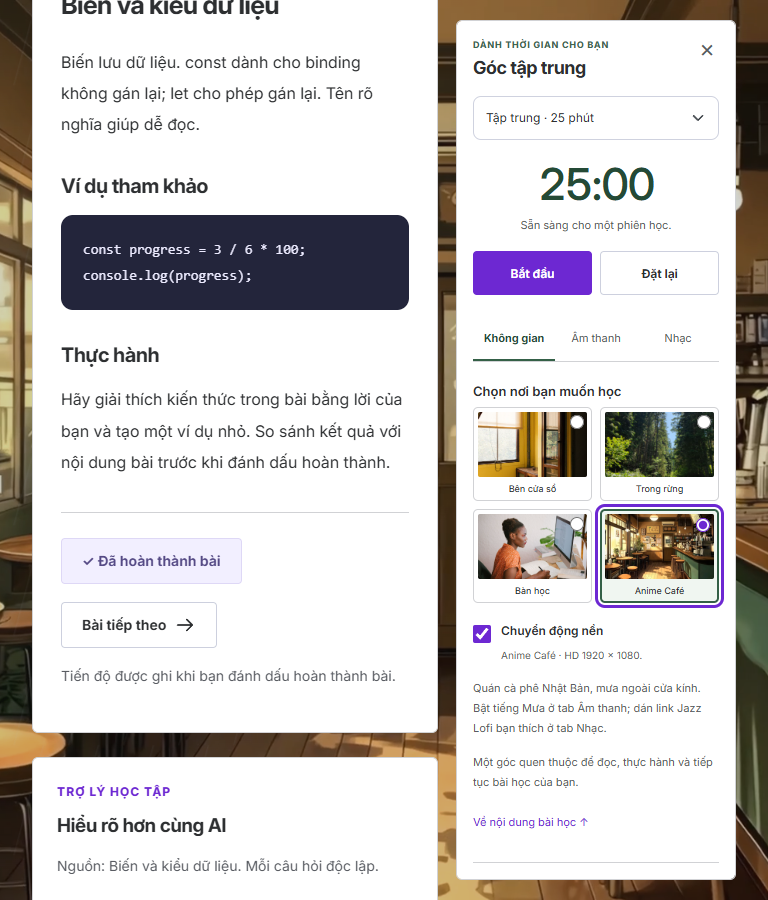 Biến và kiểu dữ liệu
Biến lưu dữ liệu. const dành cho binding
không gán lại; let cho phép gán lại. Tên rõ
nghĩa giúp dễ đọc.
Ví dụ tham khảo
const progress = 3 / 6 * 100;
console.log(progress);
Thực hành
Hãy giải thích kiến thức trong bài bằng lời của
bạn và tạo một ví dụ nhỏ. So sánh kết quả với
nội dung bài trước khi đánh dấu hoàn thành.
✓ Đã hoàn thành bài
Bài tiếp theo →
Tiến độ được ghi khi bạn đánh dấu hoàn thành bài.
TRỢ LÝ HỌC TẬP
Hiểu rõ hơn cùng AI
Nguồn: Biến và kiểu dữ liệu. Mỗi câu hỏi độc lập.
DÀNH THỜI GIAN CHO BẠN
Góc tập trung
Tập trung · 25 phút
25:00
Sẵn sàng cho một phiên học.
Bắt đầu
Đặt lại
Không gian
Âm thanh
Nhạc
Chọn nơi bạn muốn học
Bên cửa sổ
Trong rừng
Bàn học
Anime Café
Chuyển động nền
Anime Café · HD 1920 × 1080.
Quán cà phê Nhật Bản, mưa ngoài cửa kính.
Bật tiếng Mưa ở tab Âm thanh; dán link Jazz
Lofi bạn thích ở tab Nhạc.
Một góc quen thuộc để đọc, thực hành và tiếp
tục bài học của bạn.
Về nội dung bài học ↑